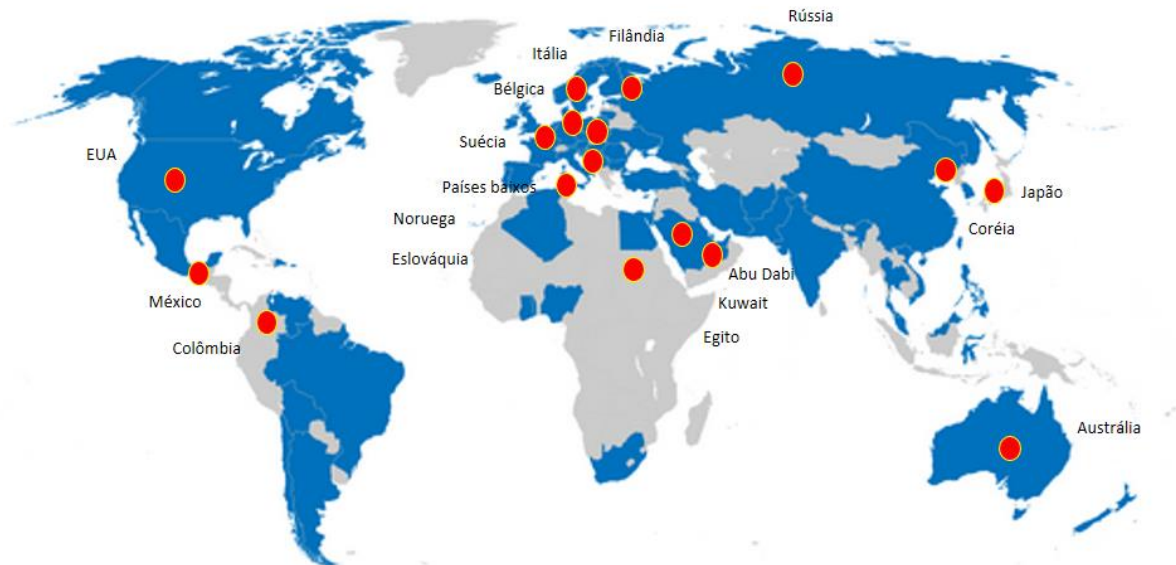 Rússia
Filândia
Itália
Bélgica
Suécia
EUA
Países baixos
Japão
Noruega
Coréia
Eslováquia
Abu Dabi
México
Kuwait
Egito
Colômbia
Austrália